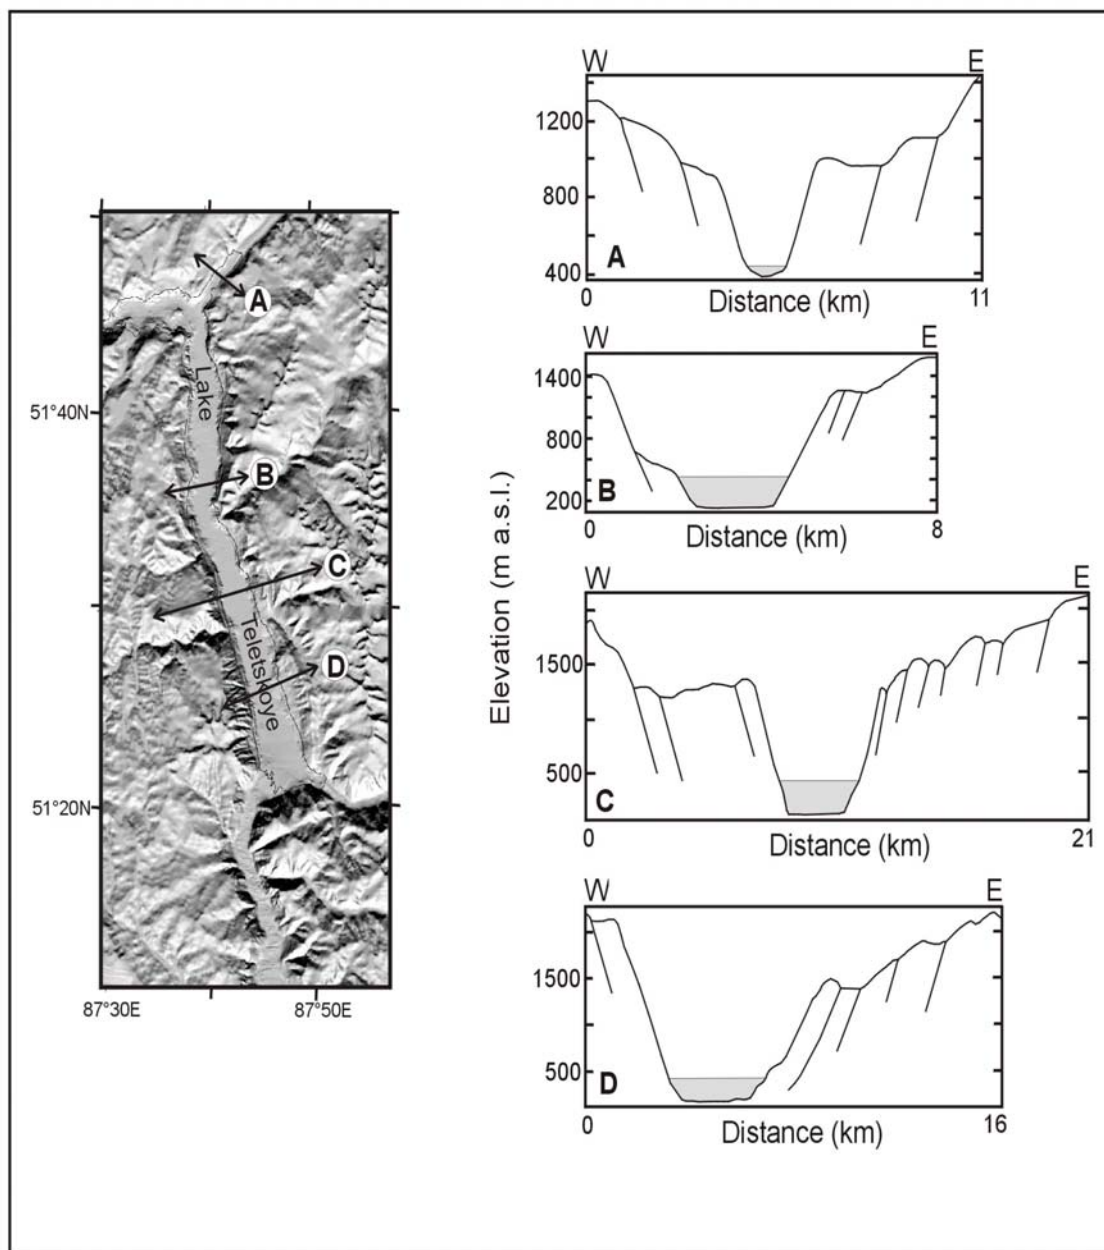 W E
1200
800
400
A
0 Distance (km) 11
W E
1400
800
200
B
0 Distance (km) 8
Elevation (m a.s.l.)
W E
1500
500
C
0 Distance (km) 21
W E
1500
500
D
0 Distance (km) 16
A
Lake
51°40N
B
C
Teletskoye
D
51°20N
87°30E 87°50E